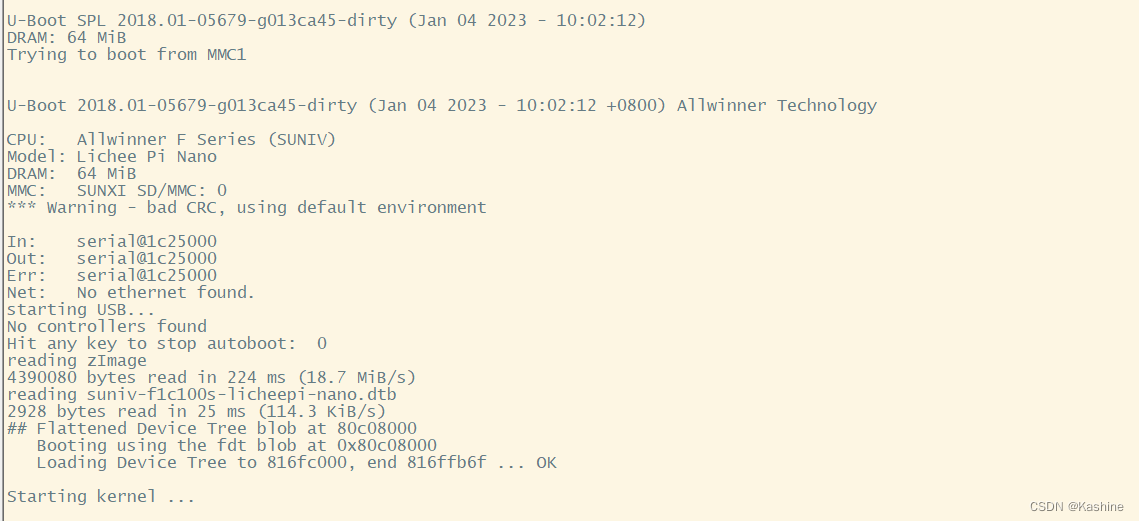 U-Boot SPL 2018.01-05679-g013ca45-dirty (Jan 04 2023 - 10:02:12)
DRAM: 64 MiB
Trying to boot from MMC1
U-Boot 2018.01-05679-g013ca45-dirty (Jan 04 2023 - 10:02:12 +0800) Allwinner Technology
CPU:   Allwinner F Series (SUNIV)
Model: Lichee Pi Nano
DRAM:  64 MiB
MMC:   SUNXI SD/MMC: 0
*** Warning - bad CRC, using default environment
In:    serial@1c25000
Out:   serial@1c25000
Err:   serial@1c25000
Net:   No ethernet found.
starting USB...
No controllers found
Hit any key to stop autoboot:  0
reading zImage
4390080 bytes read in 224 ms (18.7 MiB/s)
reading suniv-f1c100s-licheepi-nano.dtb
2928 bytes read in 25 ms (114.3 KiB/s)
## Flattened Device Tree blob at 80c08000
   Booting using the fdt blob at 0x80c08000
   Loading Device Tree to 816fc000, end 816ffb6f ... OK
Starting kernel ...
CSDN @Kashine